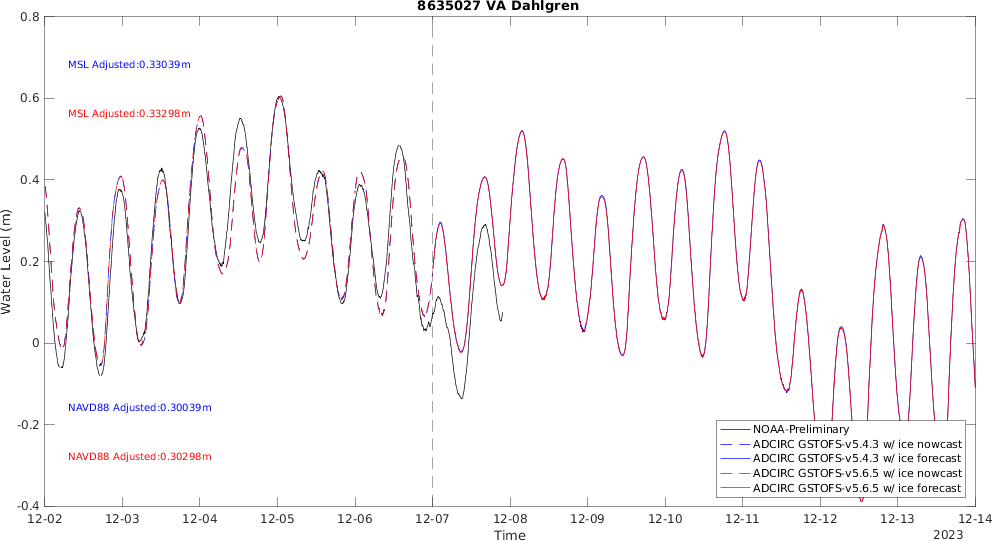 8635027 VA Dahlgren
0.8
0.6
0.4
0.2
0
-0.2
-0.4
Water Level (m)
MSL Adjusted:0.33039m
MSL Adjusted:0.33298m
NAVD88 Adjusted:0.30039m
NAVD88 Adjusted:0.30298m
NOAA-Preliminary
ADCIRC GSTOFS-v5.4.3 w/ ice nowcast
ADCIRC GSTOFS-v5.4.3 w/ ice forecast
ADCIRC GSTOFS-v5.6.5 w/ ice nowcast
ADCIRC GSTOFS-v5.6.5 w/ ice forecast
12-02 12-03 12-04 12-05 12-06 12-07 12-08 12-09 12-10 12-11 12-12 12-13 12-14
Time
2023